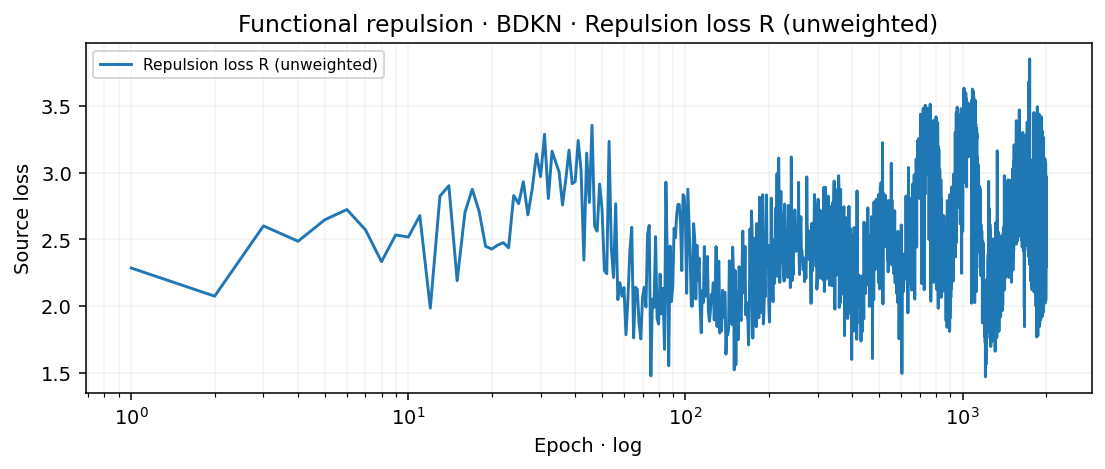 Functional repulsion · BDKN · Repulsion loss R (unweighted)
Repulsion loss R (unweighted)
Source loss
3.5
3.0
2.5
2.0
1.5
10⁰ 10¹ 10² 10³
Epoch · log